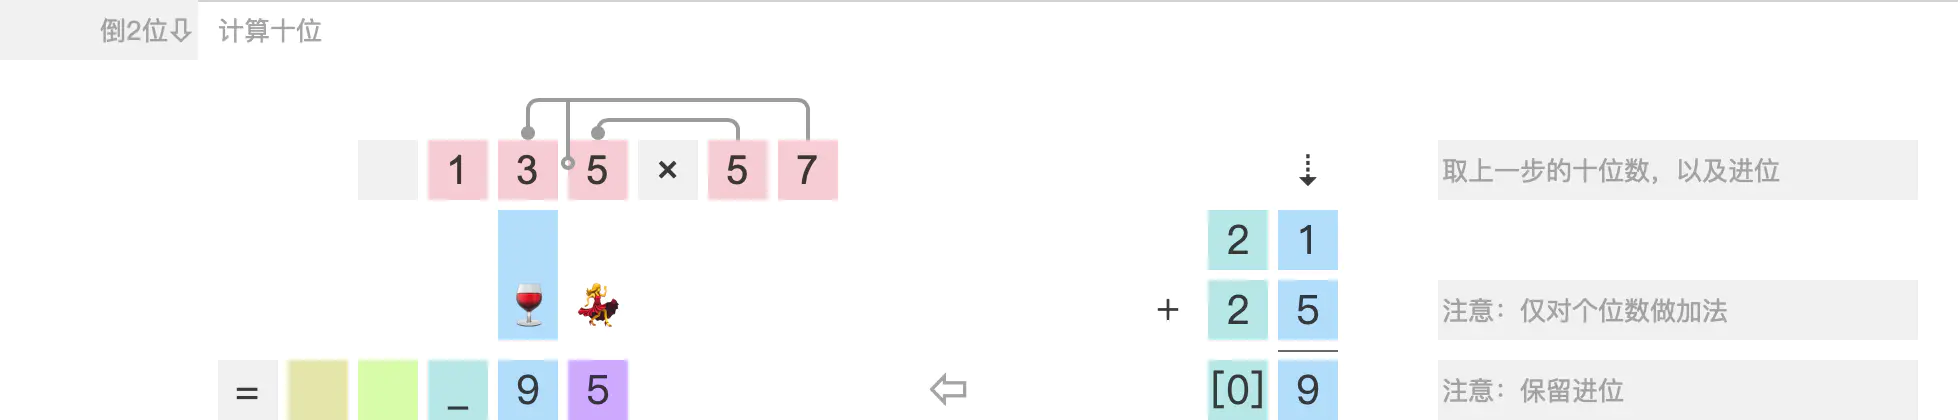 倒2位⇩ 计算十位
1 3 5 × 5 7 取上一步的十位数，以及进位
2 1
+ 2 5 注意：仅对个位数做加法
= _ 9 5 [0] 9 注意：保留进位